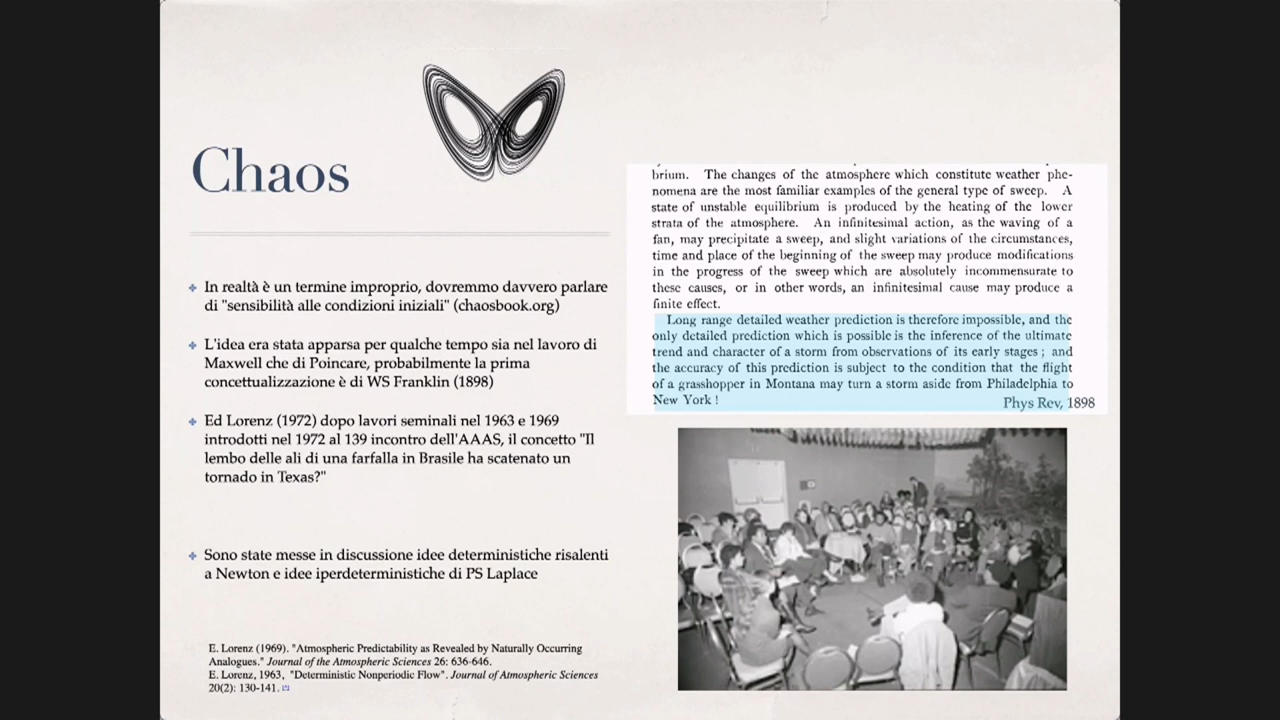 Chaos
In realtà è un termine improprio, dovremmo davvero parlare
di "sensibilità alle condizioni iniziali" (chaosbook.org)
L'idea era stata apparsa per qualche tempo sia nel lavoro di
Maxwell che di Poincare, probabilmente la prima
concettualizzazione è di WS Franklin (1898)
Ed Lorenz (1972) dopo lavori seminali nel 1963 e 1969
introdotti nel 1972 al 139 incontro dell'AAAS, il concetto "Il
lembo delle ali di una farfalla in Brasile ha scatenato un
tornado in Texas?"
Sono state messe in discussione idee deterministiche risalenti
a Newton e idee iperdeterministiche di PS Laplace
E. Lorenz (1969). "Atmospheric Predictability as Revealed by Naturally Occurring
Analogues." Journal of the Atmospheric Sciences 26: 636-646.
E. Lorenz, 1963, "Deterministic Nonperiodic Flow". Journal of Atmospheric Sciences
20(2): 130-141.
brium. The changes of the atmosphere which constitute weather phe-
nomena are the most familiar examples of the general type of sweep. A
state of unstable equilibrium is produced by the heating of the lower
strata of the atmosphere. An infinitesimal action, as the waving of a
fan, may precipitate a sweep, and slight variations of the circumstances,
time and place of the beginning of the sweep may produce modifications
in the progress of the sweep which are absolutely incommensurate to
these causes, or in other words, an infinitesimal cause may produce a
finite effect.
Long range detailed weather prediction is therefore impossible, and the
only detailed prediction which is possible is the inference of the ultimate
trend and character of a storm from observations of its early stages; and
the accuracy of this prediction is subject to the condition that the flight
of a grasshopper in Montana may turn a storm aside from Philadelphia to
New York!
Phys Rev, 1898